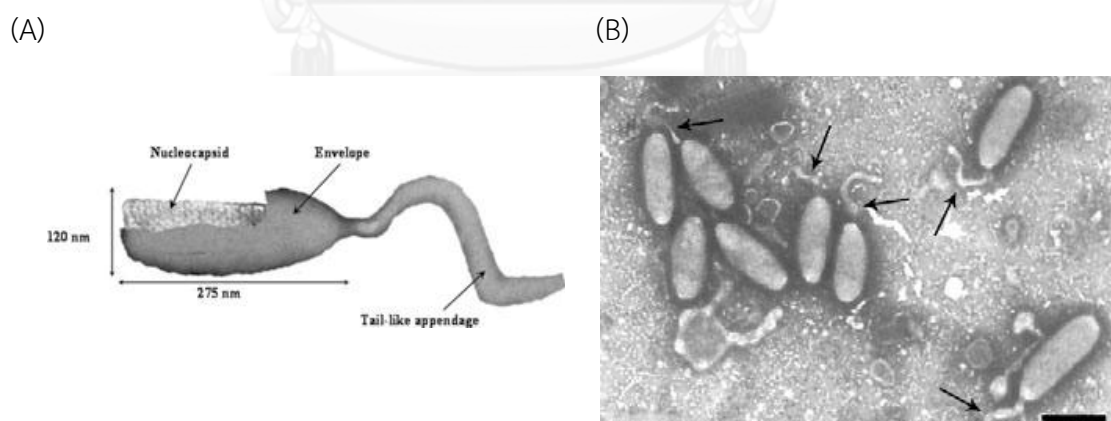 (A) (B)
Nucleocapsid Envelope
120 nm
275 nm
Tail-like appendage